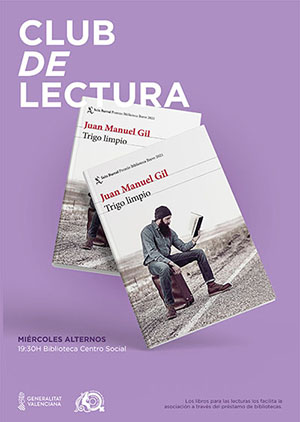 CLUB
DE
LECTURA
Seix Barral Premio Biblioteca Breve 2021
Juan Manuel Gil
Trigo limpio
Seix Barral Premio Biblioteca Breve 2021
Juan Manuel Gil
Trigo limpio
MIÉRCOLES ALTERNOS
19:30H Biblioteca Centro Social
GENERALITAT
VALENCIANA
Los libros para las lecturas los facilita la
asociación a través del préstamo de bibliotecas.